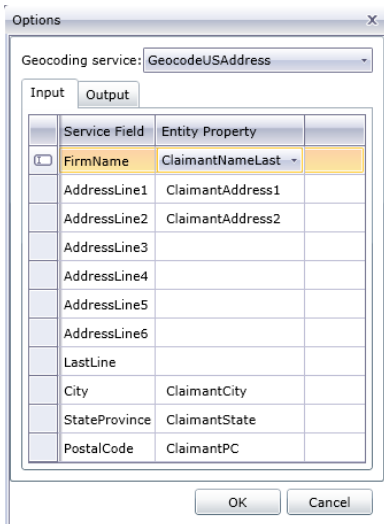 Options x
Geocoding service: GeocodeUSAddress
Input Output
Service Field Entity Property
FirmName ClaimantNameLast
AddressLine1 ClaimantAddress1
AddressLine2 ClaimantAddress2
AddressLine3
AddressLine4
AddressLine5
AddressLine6
LastLine
City ClaimantCity
StateProvince ClaimantState
PostalCode ClaimantPC
OK Cancel